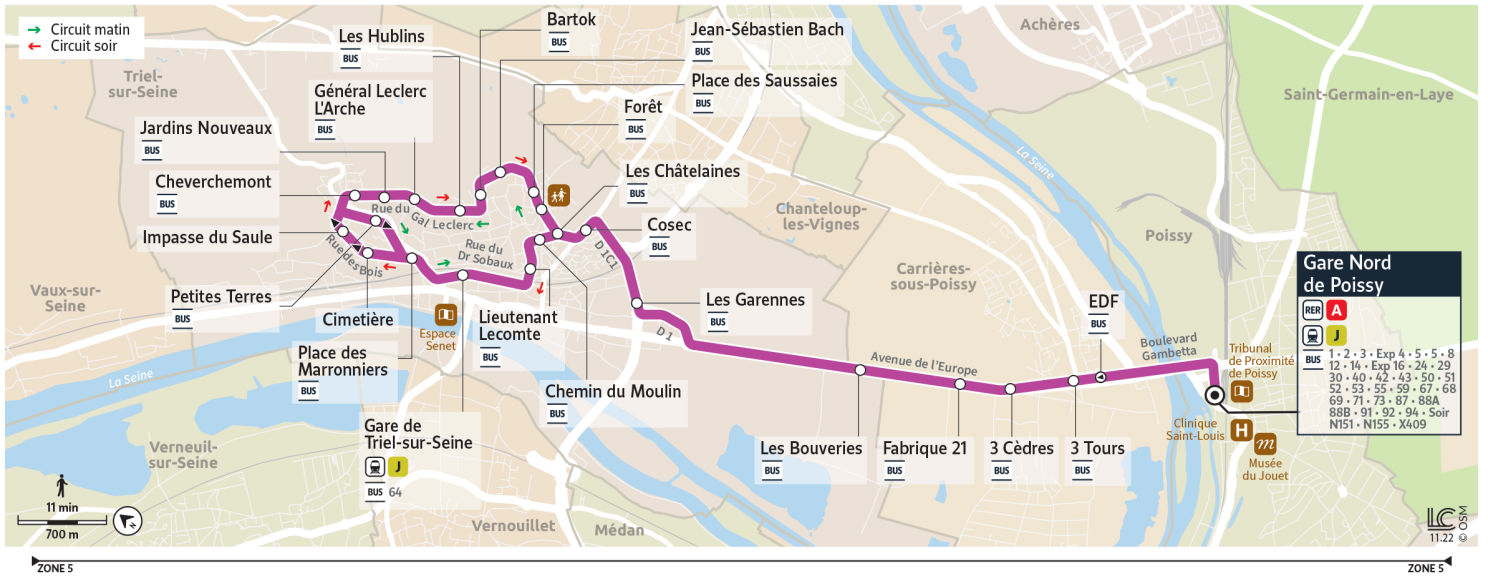 Circuit matin
Circuit soir
Triel-
sur-Seine
Les Hublins
BUS
Bartok
BUS
Jean-Sébastien Bach
BUS
Place des Saussaies
BUS
Achères
Saint-Germain-en-Laye
Général Leclerc
L'Arche
BUS
Forêt
BUS
Jardins Nouveaux
BUS
Les Châtelaines
BUS
Cheverchemont
BUS
Impasse du Saule
Petites Terres
BUS
Cimetière
Rue du Gal Leclerc
Rue des Bois
Rue du
Dr Sobaux
Cosec
BUS
D1C1
La Seine
Chanteloup-
les-Vignes
Carrières-
sous-Poissy
Poissy
Vaux-sur-
Seine
La Seine
Espace
Senet
Place des
Marronniers
BUS
Lieutenant
Lecomte
BUS
Chemin du Moulin
BUS
Les Garennes
BUS
D1
Avenue de l'Europe
EDF
BUS
Boulevard
Gambetta
Gare Nord
de Poissy
RER A
J
BUS
1 • 2 • 3 • Exp 4 • 5 • 5 • 8
12 • 14 • Exp 16 • 24 • 29
30 • 40 • 42 • 43 • 50 • 51
52 • 53 • 55 • 59 • 67 • 68
69 • 71 • 73 • 87 • 88A
88B • 91 • 92 • 94 • Soir
N151 • N155 • X409
Tribunal
de Proximité
de Poissy
Clinique
Saint-Louis
H
m
Musée
du Jouet
Gare de
Triel-sur-Seine
J
BUS 64
Les Bouveries
BUS
Fabrique 21
BUS
3 Cèdres
BUS
3 Tours
BUS
Verneuil-
sur-Seine
Vernouillet
Médan
11 min
700 m
LC
11.22 © OSM
ZONE 5
ZONE 5